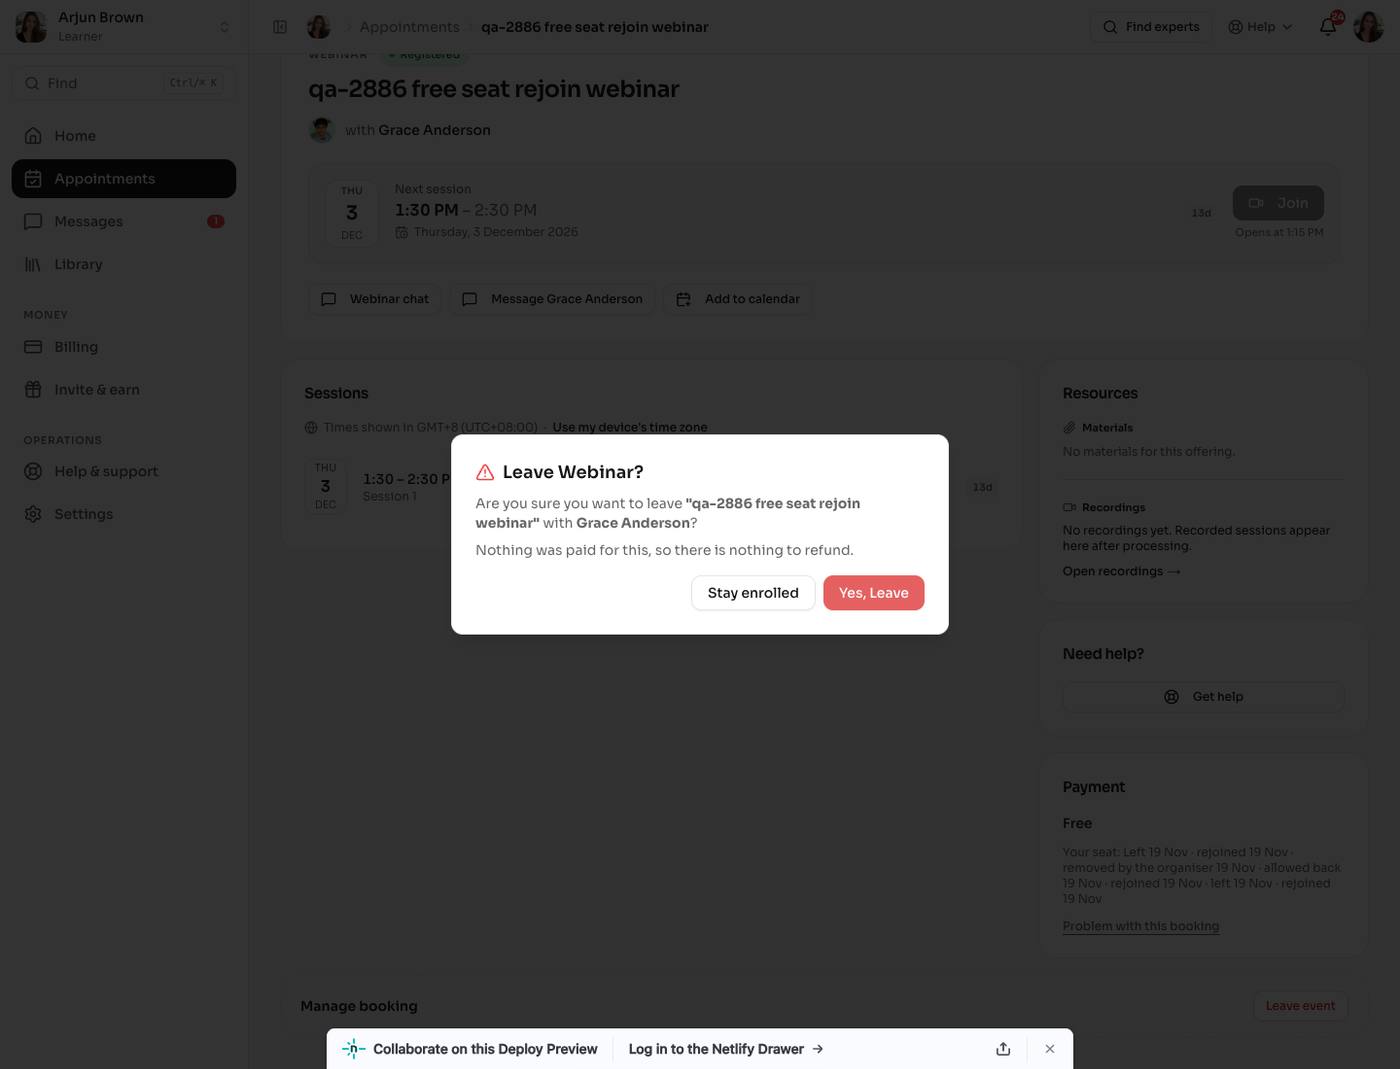 Arjun Brown
Learner
Appointments
qa-2886 free seat rejoin webinar
Find experts
Help
24
Find
Ctrl/⌘ K
Home
Appointments
Messages
1
Library
MONEY
Billing
Invite & earn
OPERATIONS
Help & support
Settings
WEBINAR
Registered
qa-2886 free seat rejoin webinar
with Grace Anderson
THU
3
DEC
Next session
1:30 PM – 2:30 PM
Thursday, 3 December 2026
13d
Join
Opens at 1:15 PM
Webinar chat
Message Grace Anderson
Add to calendar
Sessions
Times shown in GMT+8 (UTC+08:00) · Use my device's time zone
THU
3
DEC
1:30 – 2:30 P
Session 1
13d
Leave Webinar?
Are you sure you want to leave "qa-2886 free seat rejoin
webinar" with Grace Anderson?
Nothing was paid for this, so there is nothing to refund.
Stay enrolled
Yes, Leave
Resources
Materials
No materials for this offering.
Recordings
No recordings yet. Recorded sessions appear
here after processing.
Open recordings →
Need help?
Get help
Payment
Free
Your seat: Left 19 Nov · rejoined 19 Nov ·
removed by the organiser 19 Nov · allowed back
19 Nov · rejoined 19 Nov · left 19 Nov · rejoined
19 Nov
Problem with this booking
Manage booking
Leave event
Collaborate on this Deploy Preview
Log in to the Netlify Drawer →